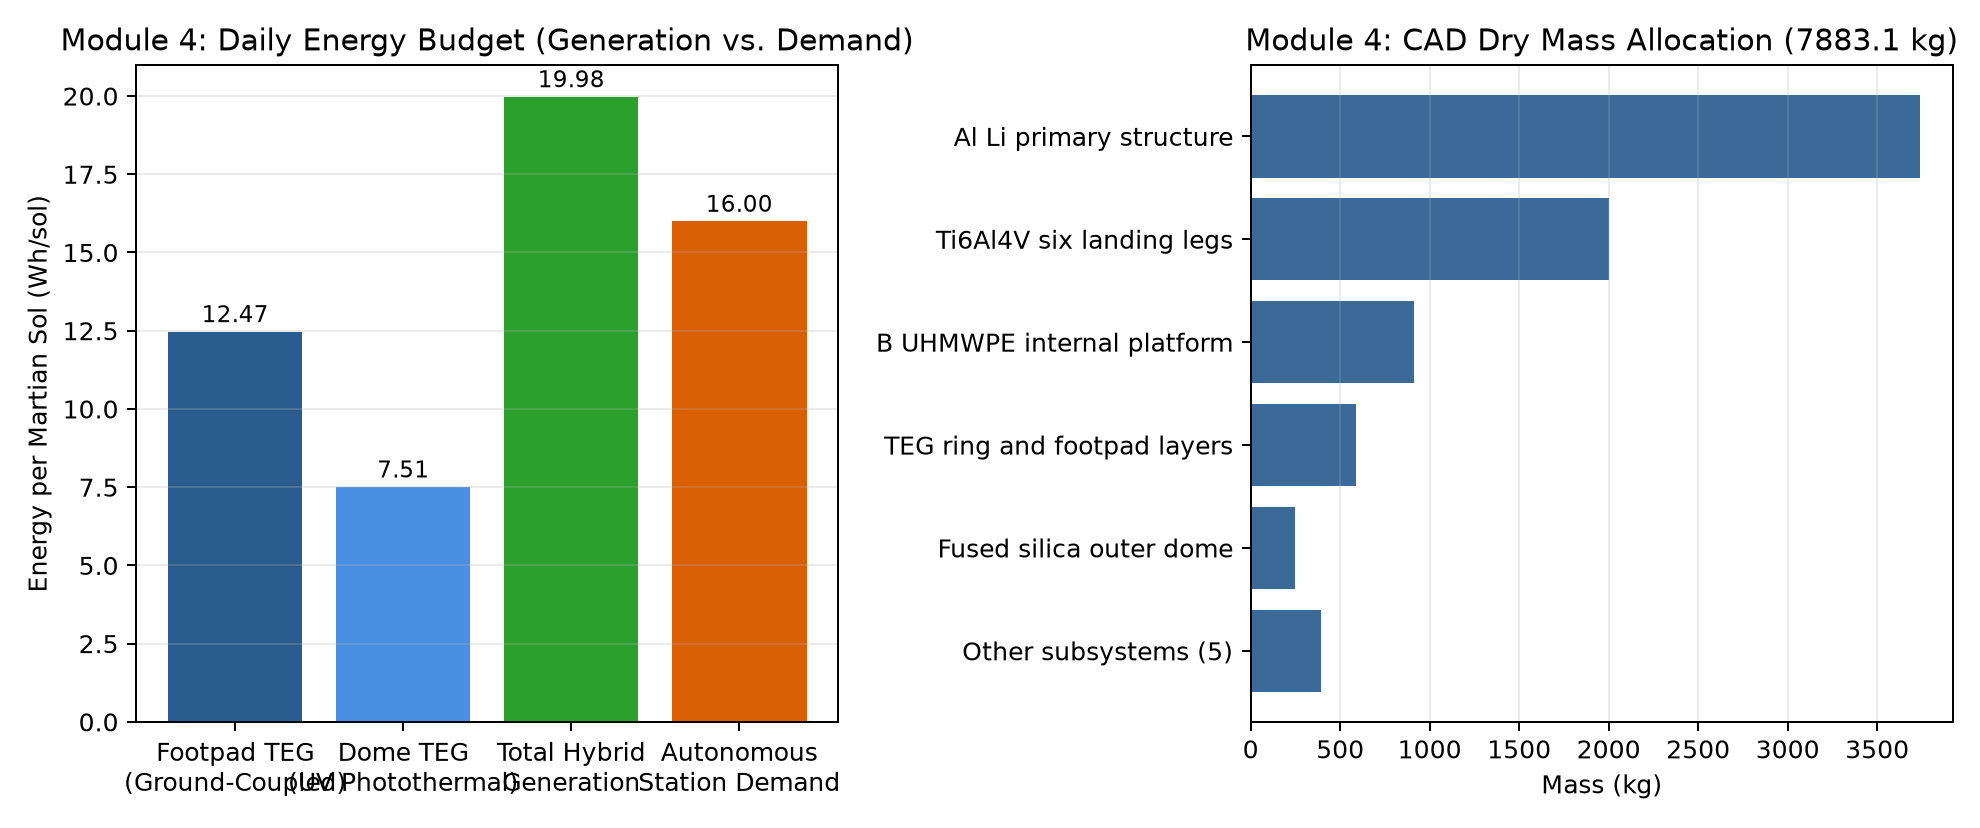 Module 4: Daily Energy Budget (Generation vs. Demand)
Energy per Martian Sol (Wh/sol)
20.0
17.5
15.0
12.5
10.0
7.5
5.0
2.5
0.0
12.47
7.51
19.98
16.00
Footpad TEG
(Ground-Coupled)
Dome TEG
(UV Photothermal)
Total Hybrid
Generation
Autonomous
Station Demand
Module 4: CAD Dry Mass Allocation (7883.1 kg)
Al Li primary structure
Ti6Al4V six landing legs
B UHMWPE internal platform
TEG ring and footpad layers
Fused silica outer dome
Other subsystems (5)
0 500 1000 1500 2000 2500 3000 3500
Mass (kg)